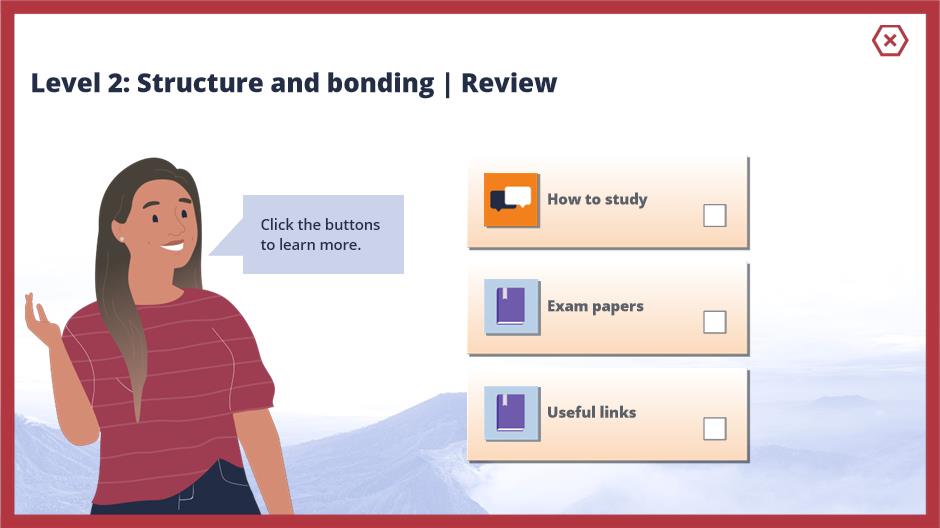 Level 2: Structure and bonding | Review
Click the buttons
to learn more.
How to study
Exam papers
Useful links